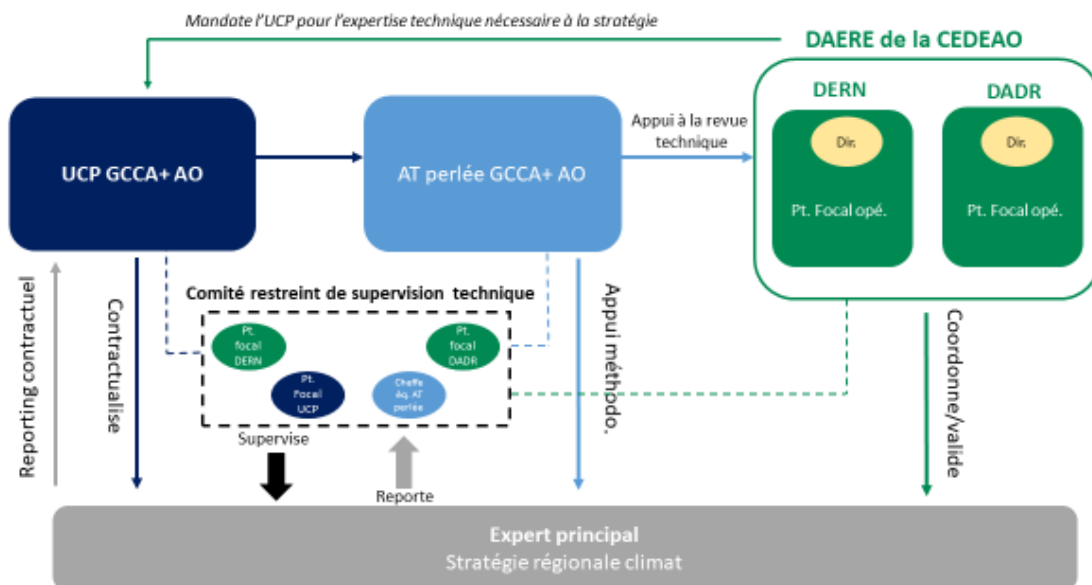 Mandate l'UCP pour l'expertise technique nécessaire à la stratégie
DAERE de la CEDEAO
UCP GCCA+ AO
AT perlée GCCA+ AO
Appui à la revue
technique
DERN
Dir.
Pt. Focal opé.
DADR
Dir.
Pt. Focal opé.
Reporting contractuel
Contractualise
Comité restreint de supervision technique
Pt.
focal
DERN
Pt.
focal
DADR
Pt.
Focal
UCP
Cheffe
éq. AT
perlée
Appui méthodo.
Coordonne/valide
Supervise
Reporte
Expert principal
Stratégie régionale climat